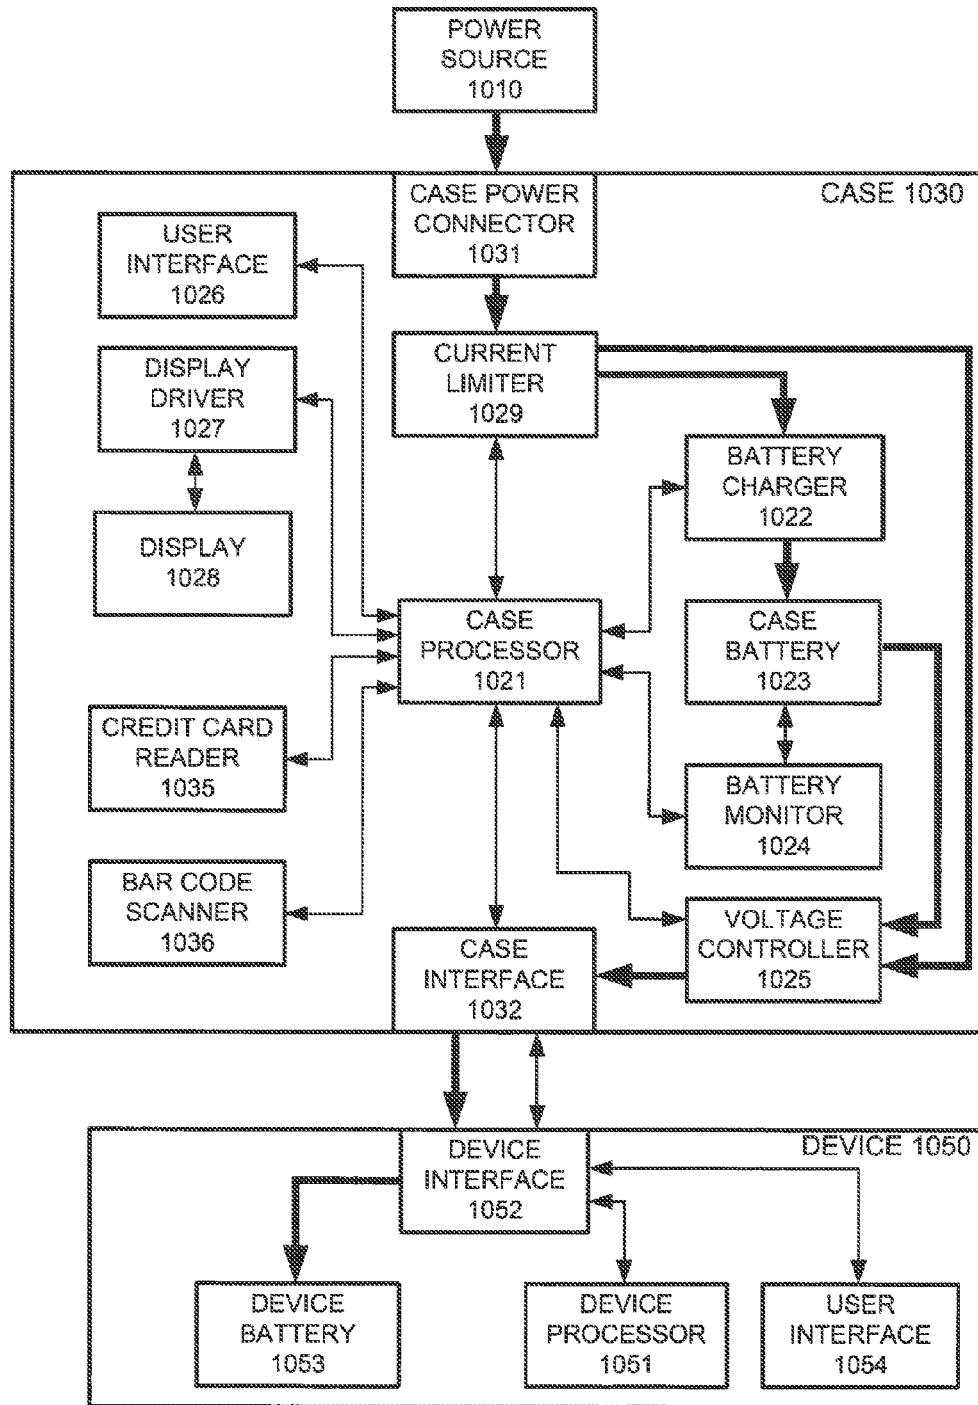 POWER
SOURCE
1010
CASE 1030
CASE POWER
CONNECTOR
1031
USER
INTERFACE
1026
CURRENT
LIMITER
1029
DISPLAY
DRIVER
1027
BATTERY
CHARGER
1022
DISPLAY
1028
CASE
PROCESSOR
1021
CASE
BATTERY
1023
CREDIT CARD
READER
1035
BATTERY
MONITOR
1024
BAR CODE
SCANNER
1036
VOLTAGE
CONTROLLER
1025
CASE
INTERFACE
1032
DEVICE 1050
DEVICE
INTERFACE
1052
DEVICE
BATTERY
1053
DEVICE
PROCESSOR
1051
USER
INTERFACE
1054